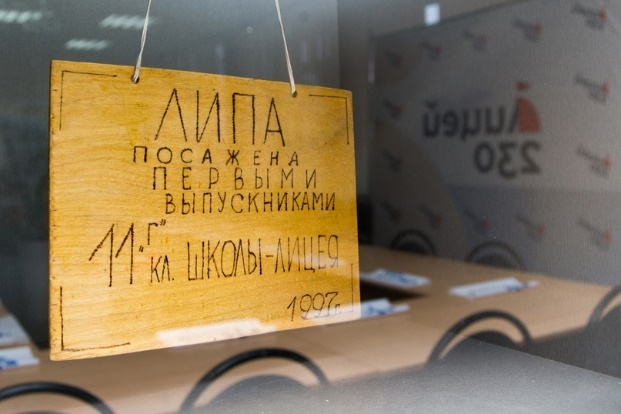 ЛИПА
ПОСАЖЕНА
ПЕРВЫМИ
ВЫПУСКНИКАМИ
11 "Г" КЛ. ШКОЛЫ-ЛИЦЕЯ
1997г.
Лицей
230